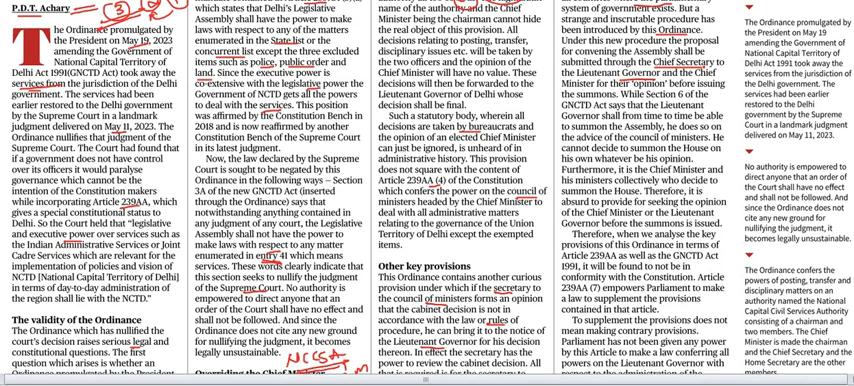 P.D.T. Achary
The Ordinance promulgated by
the President on May 19, 2023
amending the Government of
National Capital Territory of
Delhi Act 1991(GNCTD Act) took away the
services from the jurisdiction of the Delhi
government. The services had been
earlier restored to the Delhi government
by the Supreme Court in a landmark
judgment delivered on May 11, 2023. The
Ordinance nullifies that judgment of the
Supreme Court. The Court had found that
if a government does not have control
over its officers it would paralyse
governance which cannot be the
intention of the Constitution makers
while incorporating Article 239AA, which
gives a special constitutional status to
Delhi. So the Court held that "legislative
and executive power over services such as
the Indian Administrative Services or Joint
Cadre Services which are relevant for the
implementation of policies and vision of
NCTD [National Capital Territory of Delhi]
in terms of day-to-day administration of
the region shall lie with the NCTD."
The validity of the Ordinance
The Ordinance which has nullified the
court's decision raises serious legal and
constitutional questions. The first
question which arises is whether an
Ordinance promulgated by the President
which states that Delhi's Legislative
Assembly shall have the power to make
laws with respect to any of the matters
enumerated in the State list or the
concurrent list except the three excluded
items such as police, public order and
land. Since the executive power is
co-extensive with the legislative power the
Government of NCTD gets all the powers
to deal with the services. This position
was affirmed by the Constitution Bench in
2018 and is now reaffirmed by another
Constitution Bench of the Supreme Court
in its latest judgment.
Now, the law declared by the Supreme
Court is sought to be negated by this
Ordinance in the following ways – Section
3A of the new GNCTD Act (inserted
through the Ordinance) says that
notwithstanding anything contained in
any judgment of any court, the Legislative
Assembly shall not have the power to
make laws with respect to any matter
enumerated in entry 41 which means
services. These words clearly indicate that
this section seeks to nullify the judgment
of the Supreme Court. No authority is
empowered to direct anyone that an
order of the Court shall have no effect and
shall not be followed. And since the
Ordinance does not cite any new ground
for nullifying the judgment, it becomes
legally unsustainable.
NCCSA
Overriding the Chief Minister
name of the authority and the Chief
Minister being the chairman cannot hide
the real object of this provision. All
decisions relating to posting, transfer,
disciplinary issues etc. will be taken by
the two officers and the opinion of the
Chief Minister will have no value. These
decisions will then be forwarded to the
Lieutenant Governor of Delhi whose
decision shall be final.
Such a statutory body, wherein all
decisions are taken by bureaucrats and
the opinion of an elected Chief Minister
can just be ignored, is unheard of in
administrative history. This provision
does not square with the content of
Article 239AA (4) of the Constitution
which confers the power on the council of
ministers headed by the Chief Minister to
deal with all administrative matters
relating to the governance of the Union
Territory of Delhi except the exempted
items.
Other key provisions
This Ordinance contains another curious
provision under which if the secretary to
the council of ministers forms an opinion
that the cabinet decision is not in
accordance with the law or rules of
procedure, he can bring it to the notice of
the Lieutenant Governor for his decision
thereon. In effect the secretary has the
power to review the cabinet decision. All
that is required is for the secretary to
system of government exists. But a
strange and inscrutable procedure has
been introduced by this Ordinance.
Under this new procedure the proposal
for convening the Assembly shall be
submitted through the Chief Secretary to
the Lieutenant Governor and the Chief
Minister for their 'opinion' before issuing
the summons. While Section 6 of the
GNCTD Act says that the Lieutenant
Governor shall from time to time be able
to summon the Assembly, he does so on
the advice of the council of ministers. He
cannot decide to summon the House on
his own whatever be his opinion.
Furthermore, it is the Chief Minister and
his ministers collectively who decide to
summon the House. Therefore, it is
absurd to provide for seeking the opinion
of the Chief Minister or the Lieutenant
Governor before the summons is issued.
Therefore, when we analyse the key
provisions of this Ordinance in terms of
Article 239AA as well as the GNCTD Act
1991, it will be found to not be in
conformity with the Constitution. Article
239AA (7) empowers Parliament to make
a law to supplement the provisions
contained in that article.
To supplement the provisions does not
mean making contrary provisions.
Parliament has not been given any power
by this Article to make a law conferring all
powers on the Lieutenant Governor with
The Ordinance promulgated by
the President on May 19
amending the Government of
National Capital Territory of
Delhi Act 1991 took away the
services from the jurisdiction of
the Delhi government. The
services had been earlier
restored to the Delhi
government by the Supreme
Court in a landmark judgment
delivered on May 11, 2023.
No authority is empowered to
direct anyone that an order of
the Court shall have no effect
and shall not be followed. And
since the Ordinance does not
cite any new ground for
nullifying the judgment, it
becomes legally unsustainable.
The Ordinance confers the
powers of posting, transfer and
disciplinary matters on an
authority named the National
Capital Civil Services Authority
consisting of a chairman and
two members. The Chief
Minister is made the chairman
and the Chief Secretary and the
Home Secretary are the other